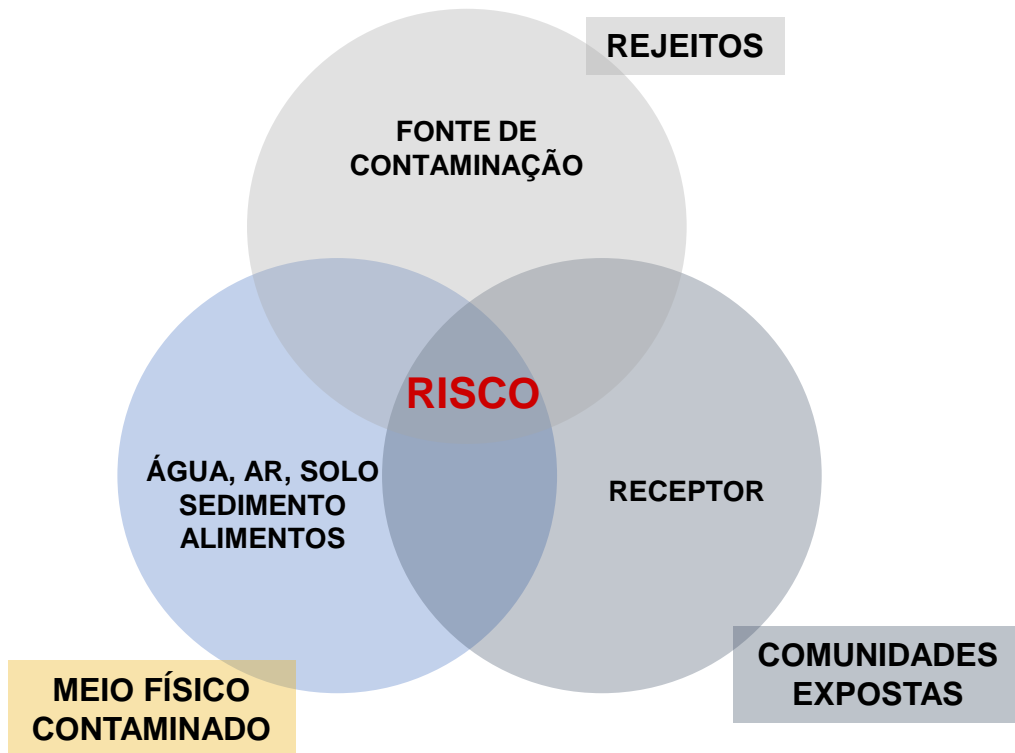 REJEITOS
FONTE DE
CONTAMINAÇÃO
RISCO
ÁGUA, AR, SOLO
SEDIMENTO
ALIMENTOS
RECEPTOR
MEIO FÍSICO
CONTAMINADO
COMUNIDADES
EXPOSTAS